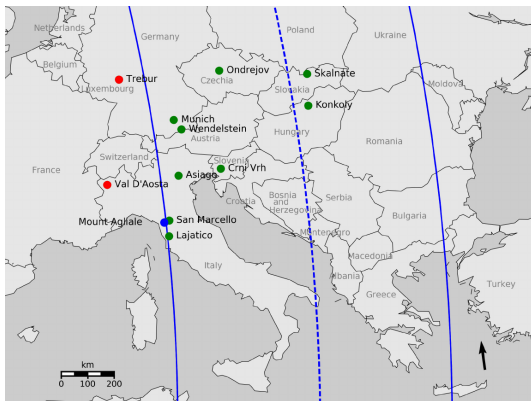 Netherlands
Poland
Germany
Ukraine
Belgium
Ondrejov
Skalnate
Trebur
Czechia
Luxembourg
Slovakia
Moldova
Konkoly
Munich
Wendelstein
Austria
Hungary
Romania
Switzerland
Slovenia
Crni Vrh
France
Asiago
Val D'Aosta
Croatia
Bosnia
and
Herzegovina
Serbia
Mount Agliale
San Marcello
Bulgaria
Montenegro
Lajatico
Italy
Macedonia
Albania
Greece
Turkey
km
0
100
200